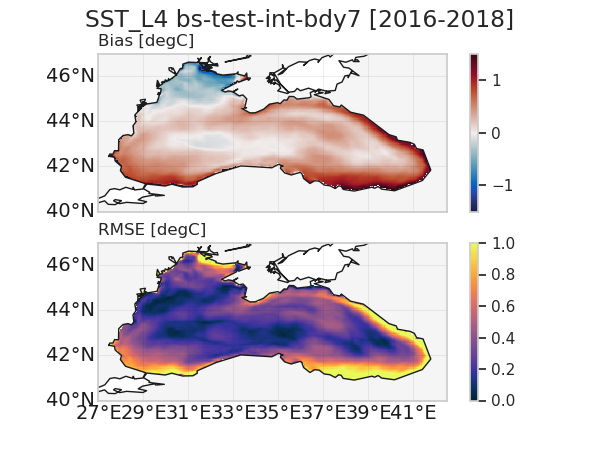 SST_L4 bs-test-int-bdy7 [2016-2018]
Bias [degC]
46°N
44°N
42°N
40°N
1
0
−1
RMSE [degC]
46°N
44°N
42°N
40°N
27°E29°E31°E33°E35°E37°E39°E41°E
1.0
0.8
0.6
0.4
0.2
0.0